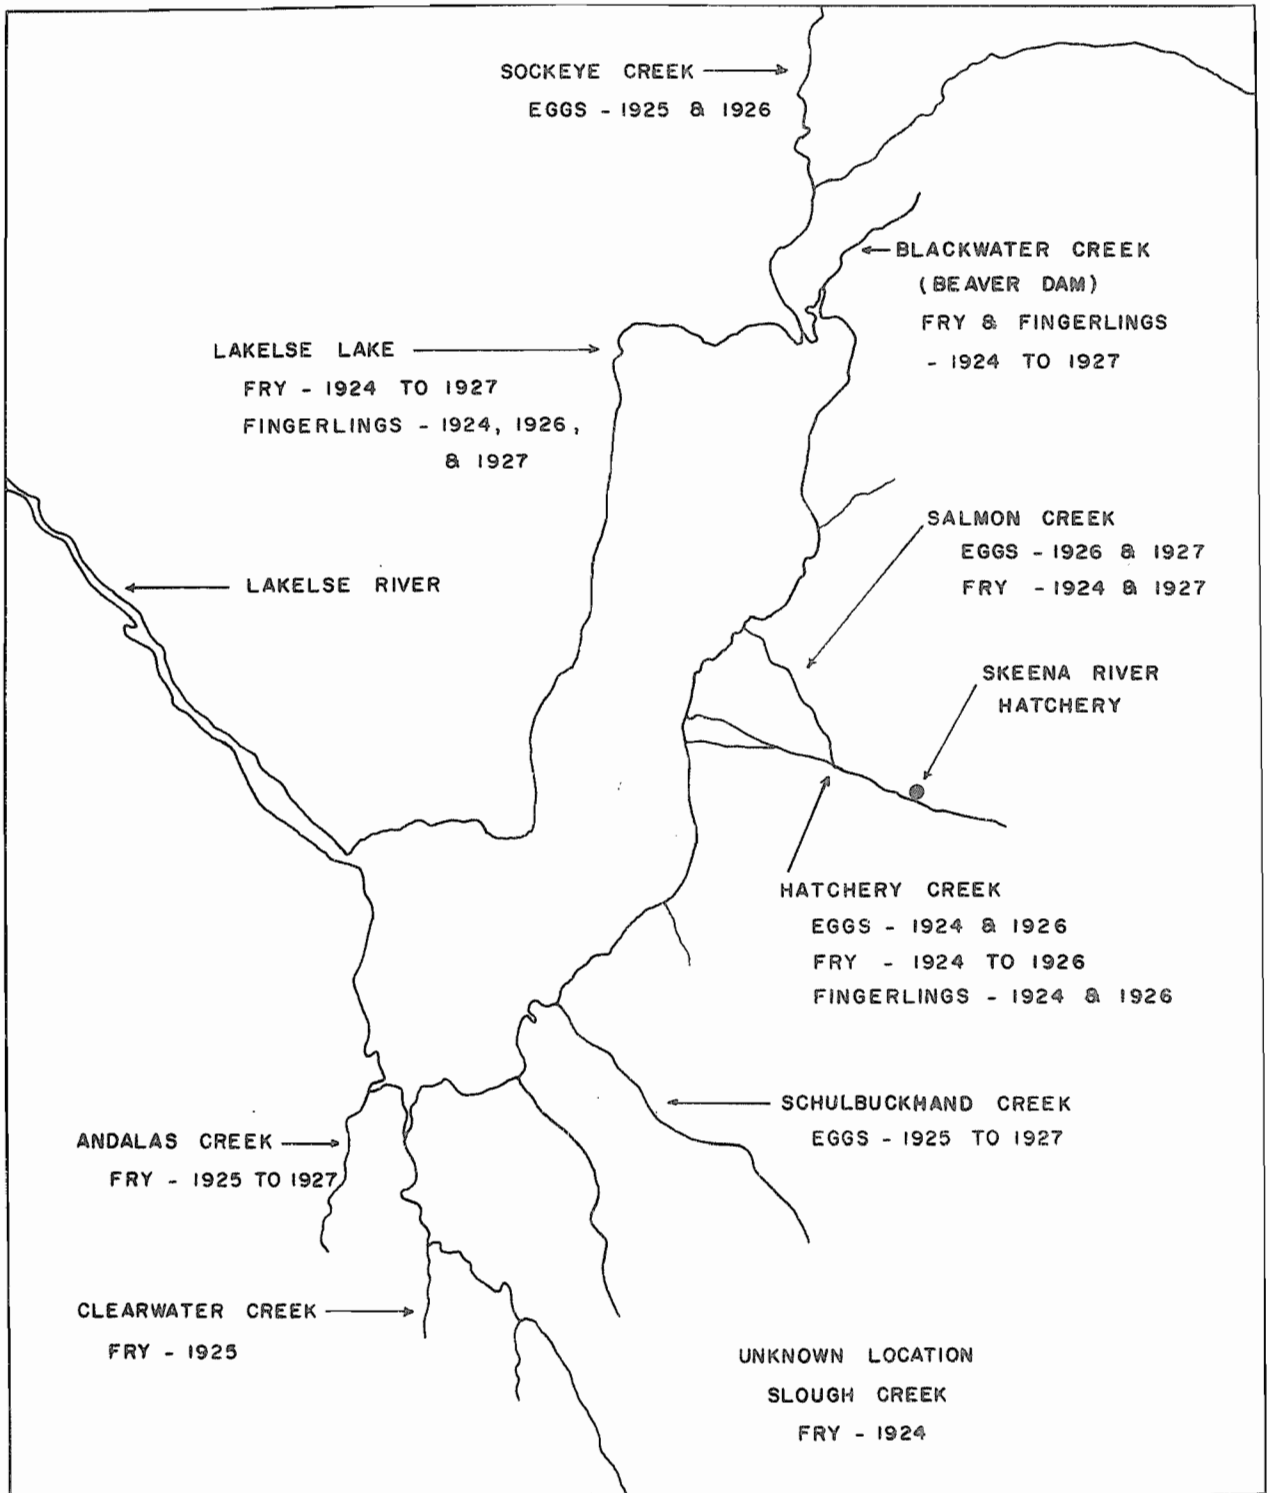 SOCKEYE CREEK
EGGS - 1925 & 1926
BLACKWATER CREEK
(BEAVER DAM)
FRY & FINGERLINGS
- 1924 TO 1927
LAKELSE LAKE
FRY - 1924 TO 1927
FINGERLINGS - 1924, 1926,
& 1927
SALMON CREEK
EGGS - 1926 & 1927
FRY - 1924 & 1927
LAKELSE RIVER
SKEENA RIVER
HATCHERY
HATCHERY CREEK
EGGS - 1924 & 1926
FRY - 1924 TO 1926
FINGERLINGS - 1924 & 1926
SCHULBUCKMAND CREEK
EGGS - 1925 TO 1927
ANDALAS CREEK
FRY - 1925 TO 1927
CLEARWATER CREEK
FRY - 1925
UNKNOWN LOCATION
SLOUGH CREEK
FRY - 1924